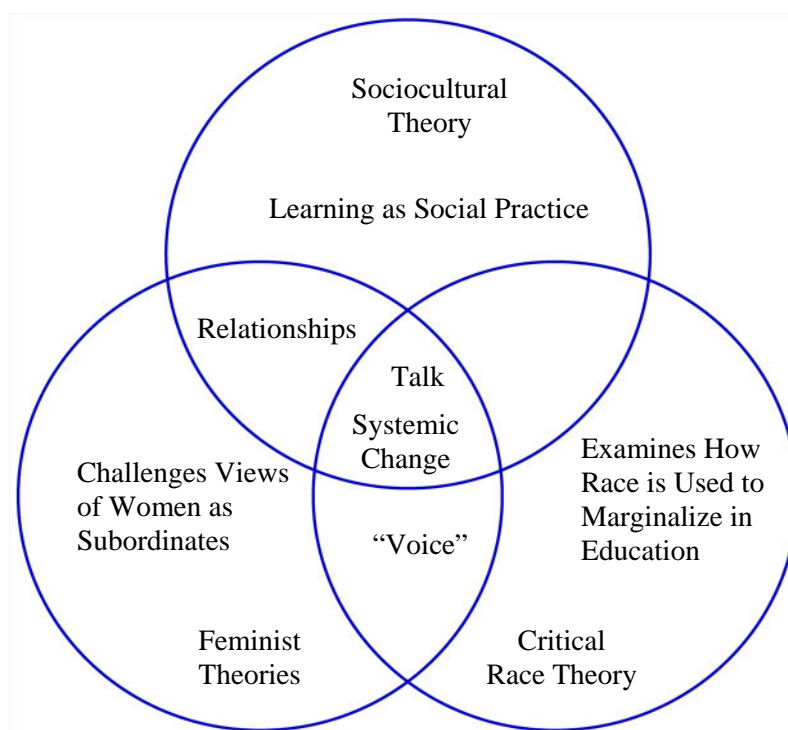 Sociocultural
Theory
Learning as Social Practice
Relationships
Talk
Systemic
Change
Challenges Views
of Women as
Subordinates
Examines How
Race is Used to
Marginalize in
Education
“Voice”
Feminist
Theories
Critical
Race Theory